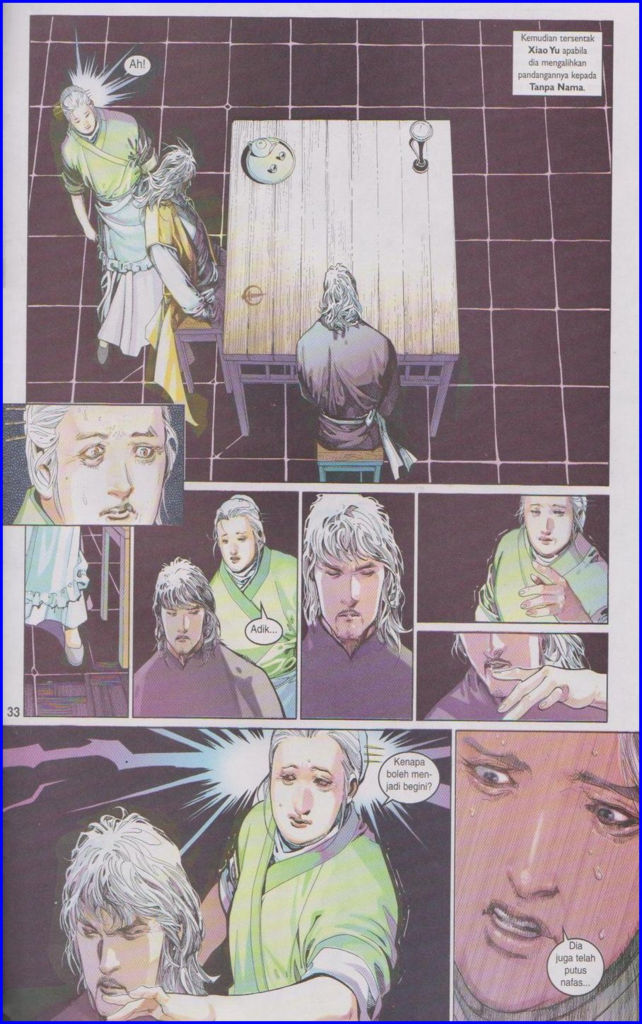 Ah!
Kemudian tersentak
Xiao Yu apabila
dia mengalihkan
pandangannya kepada
Tanpa Nama.
Adik...
33
Kenapa
boleh men-
jadi begini?
Dia
juga telah
putus
nafas...